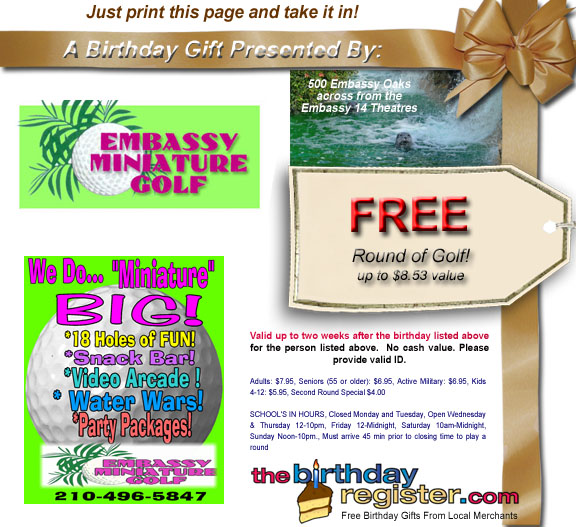 Just print this page and take it in!
A Birthday Gift Presented By:
500 Embassy Oaks
across from the
Embassy 14 Theatres
EMBASSY
MINIATURE
GOLF
FREE
Round of Golf!
up to $8.53 value
We Do... "Miniature"
BIG!
*18 Holes of FUN!
*Snack Bar!
*Video Arcade !
* Water Wars!
*Party Packages!
EMBASSY
MINIATURE
GOLF
210-496-5847
Valid up to two weeks after the birthday listed above
for the person listed above. No cash value. Please
provide valid ID.
Adults: $7.95, Seniors (55 or older): $6.95, Active Military: $6.95, Kids
4-12: $5.95, Second Round Special $4.00
SCHOOL'S IN HOURS, Closed Monday and Tuesday, Open Wednesday
& Thursday 12-10pm, Friday 12-Midnight, Saturday 10am-Midnight,
Sunday Noon-10pm., Must arrive 45 min prior to closing time to play a
round
thebirthday
register.com
Free Birthday Gifts From Local Merchants